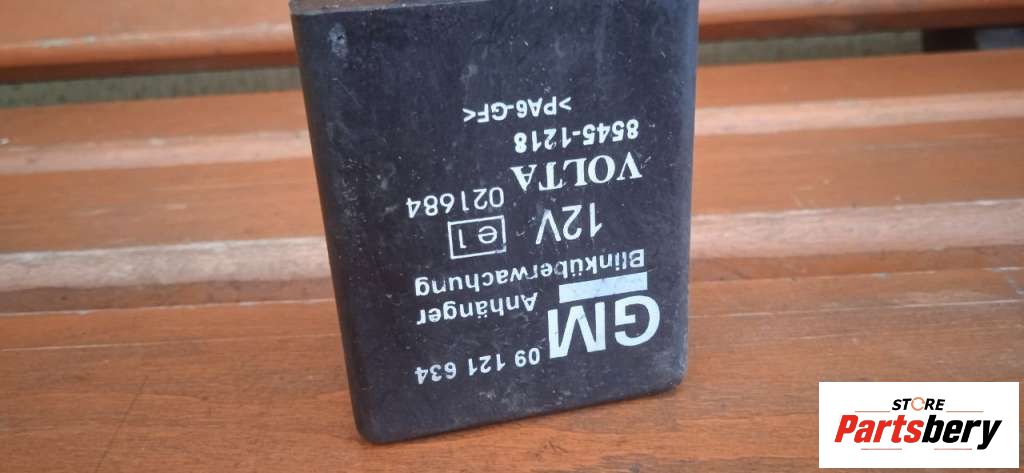 GM 09 121 634
Anhänger
Blinküberwachung
12V e1 021684
VOLTA
8545-1218
>PA6-GF<
STORE
Partsbery